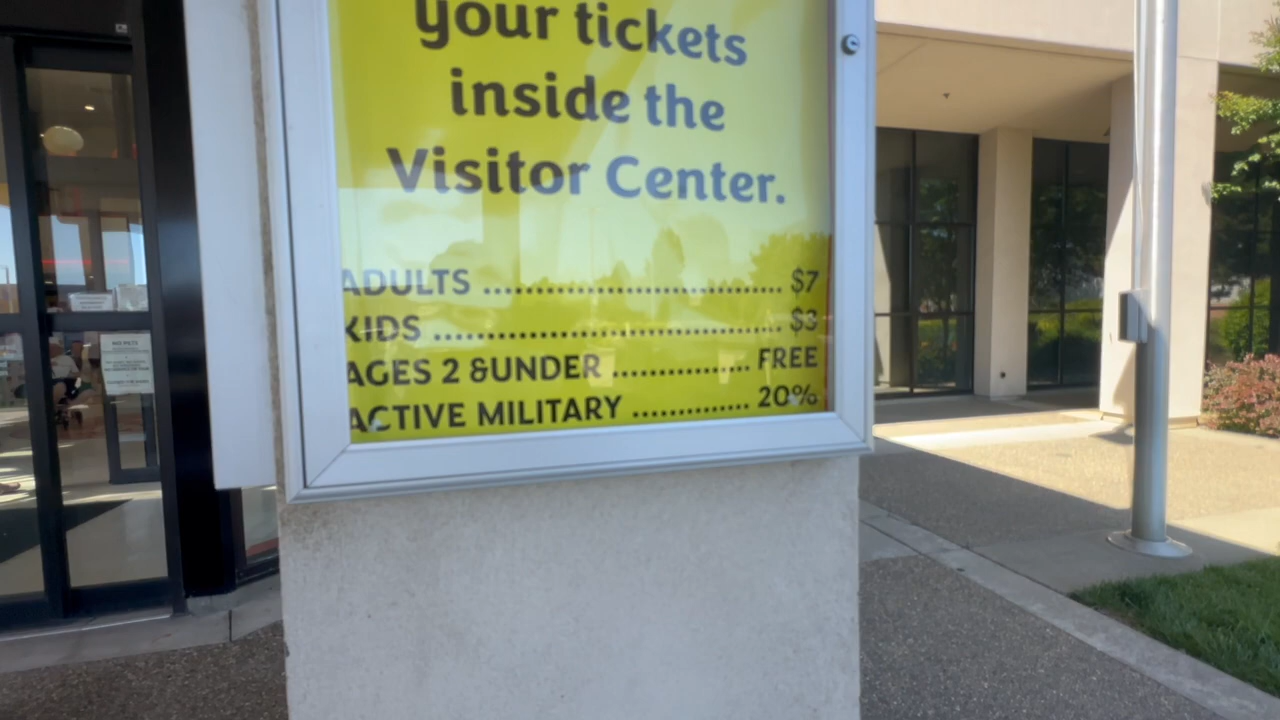 your tickets
inside the
Visitor Center.
ADULTS .......................................... $7
KIDS ................................................. $3
AGES 2 &UNDER ................... FREE
ACTIVE MILITARY ............. 20%
NO PETS